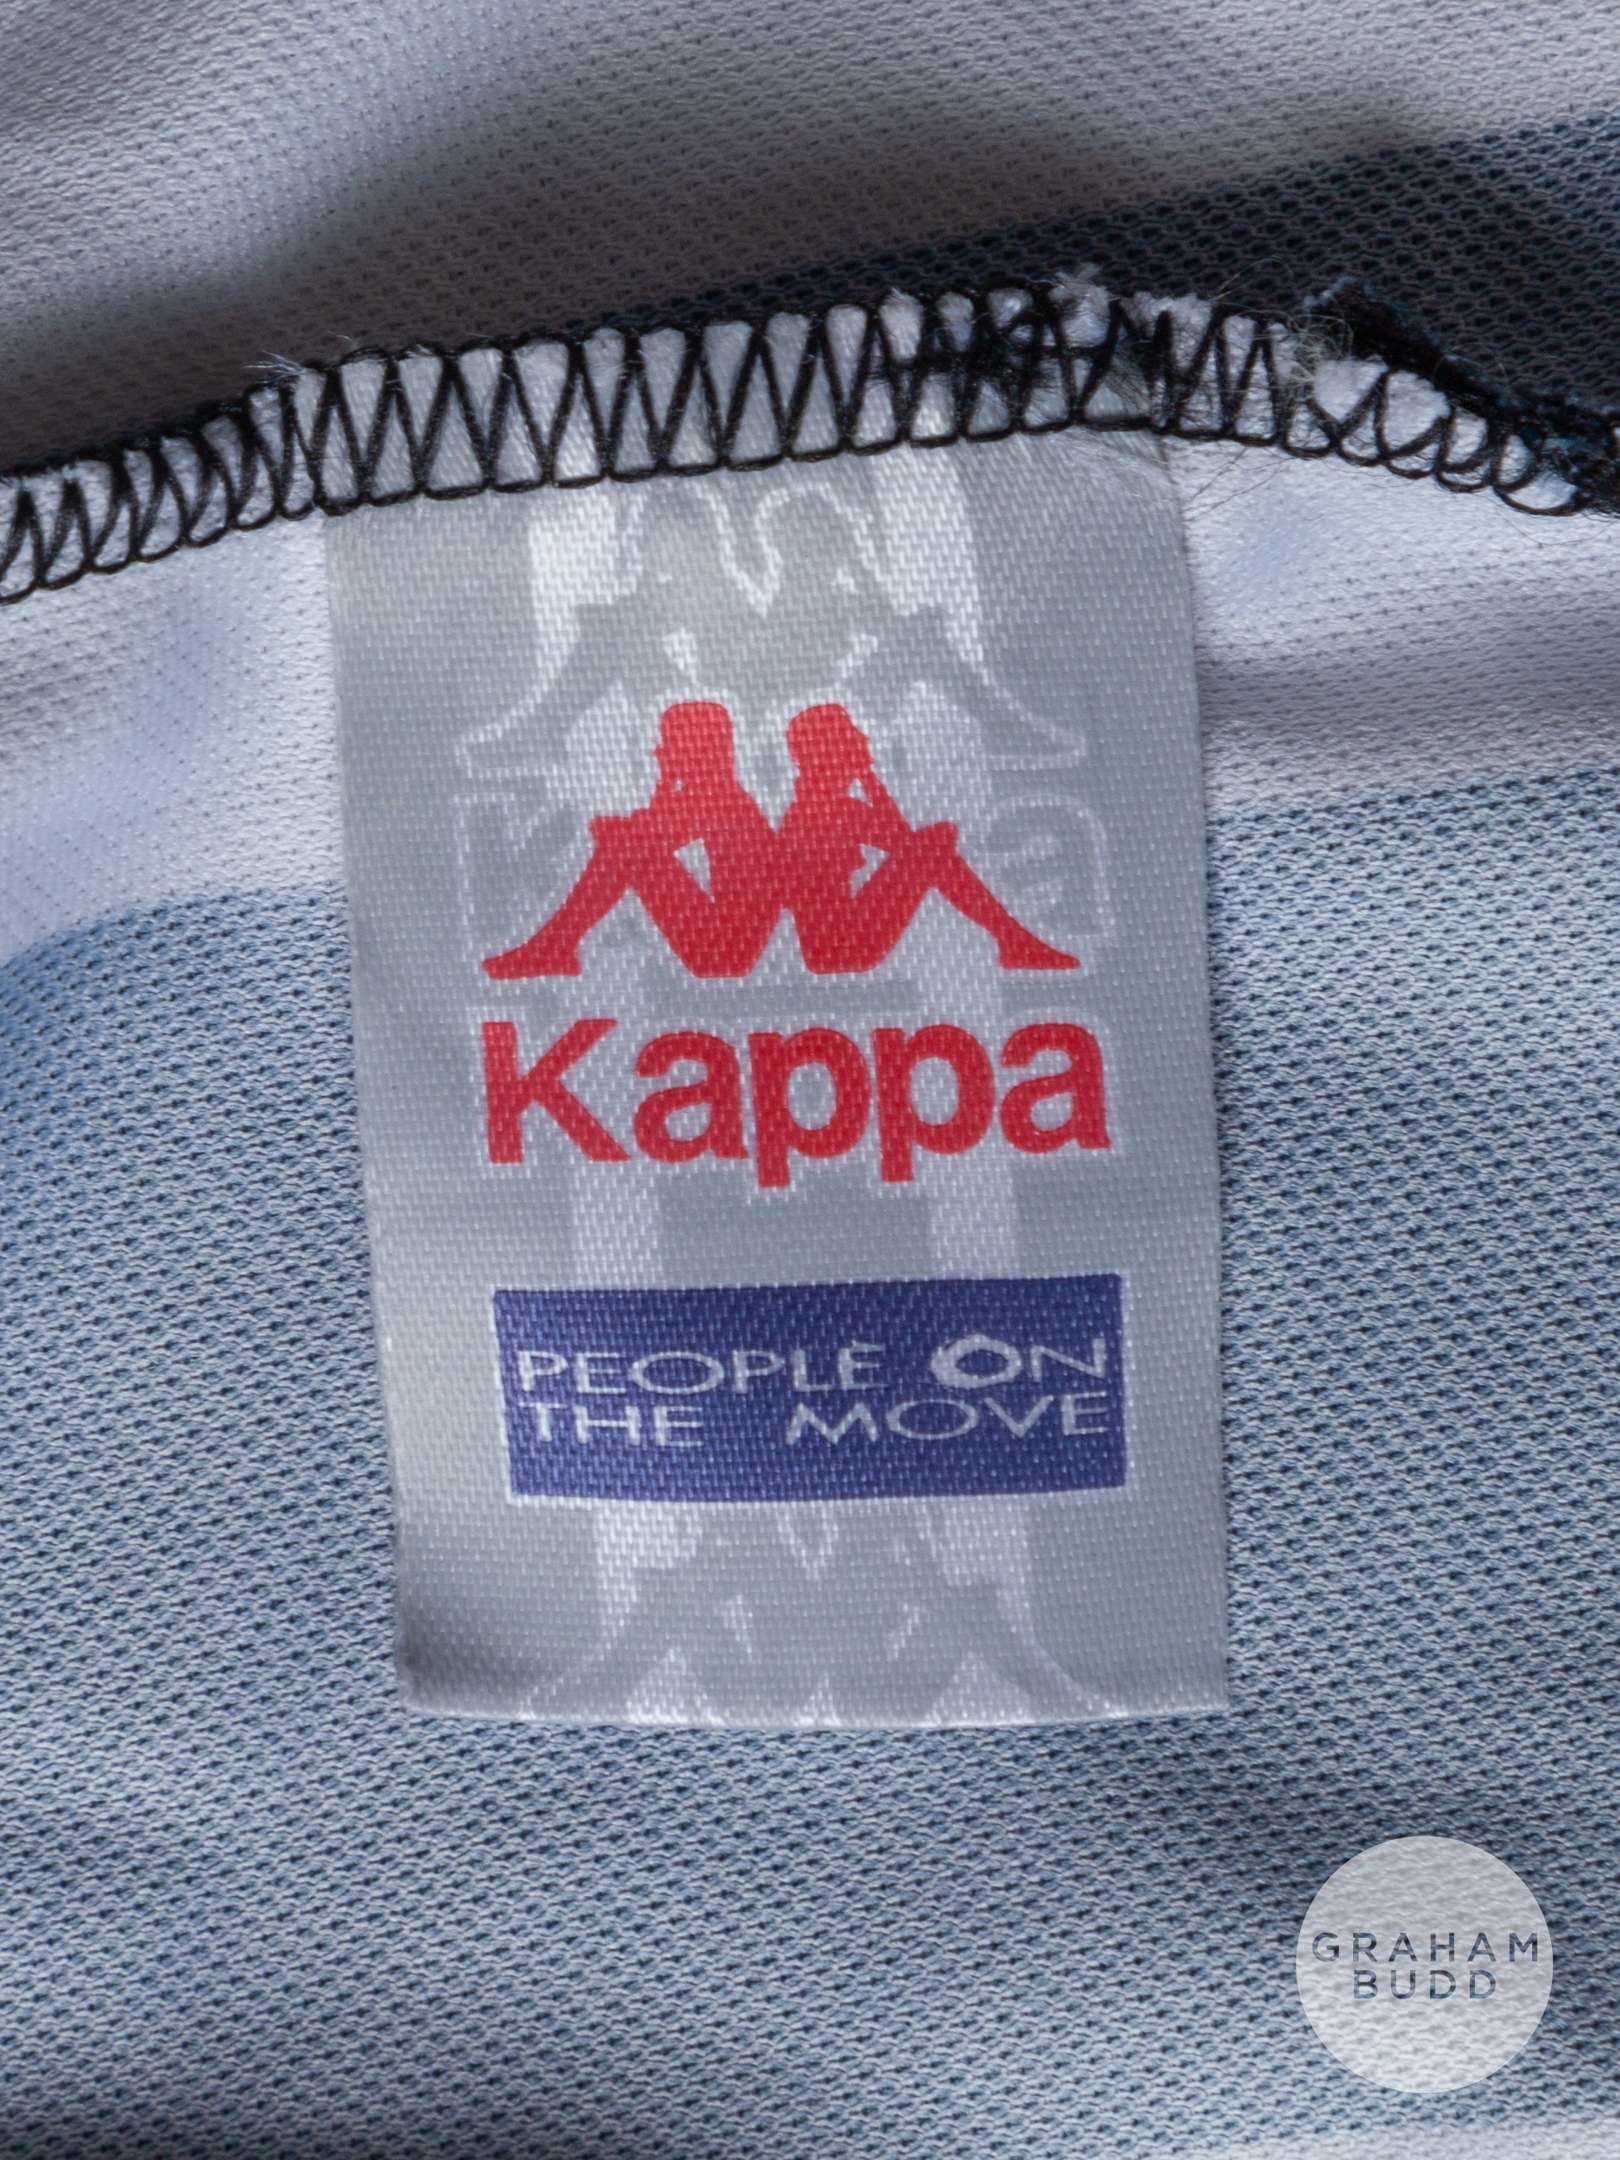 Kappa
PEOPLE ON
THE MOVE
GRAHAM
BUDD